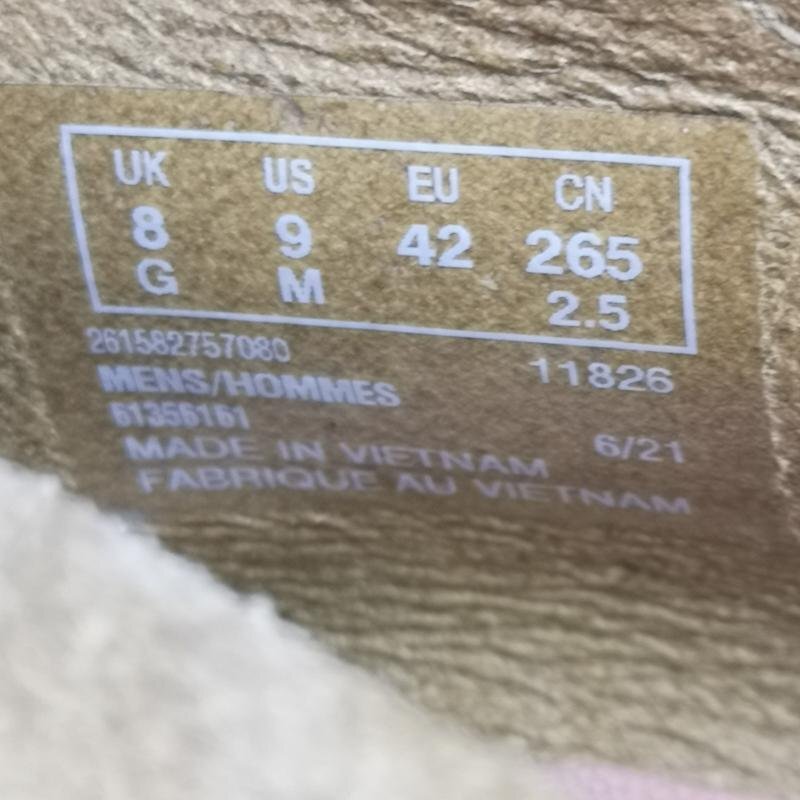 UK US EU CN
8 9 42 265
G M 2.5
261582757080
11826
MENS/HOMMES
61356161
6/21
MADE IN VIETNAM
FABRIQUE AU VIETNAM